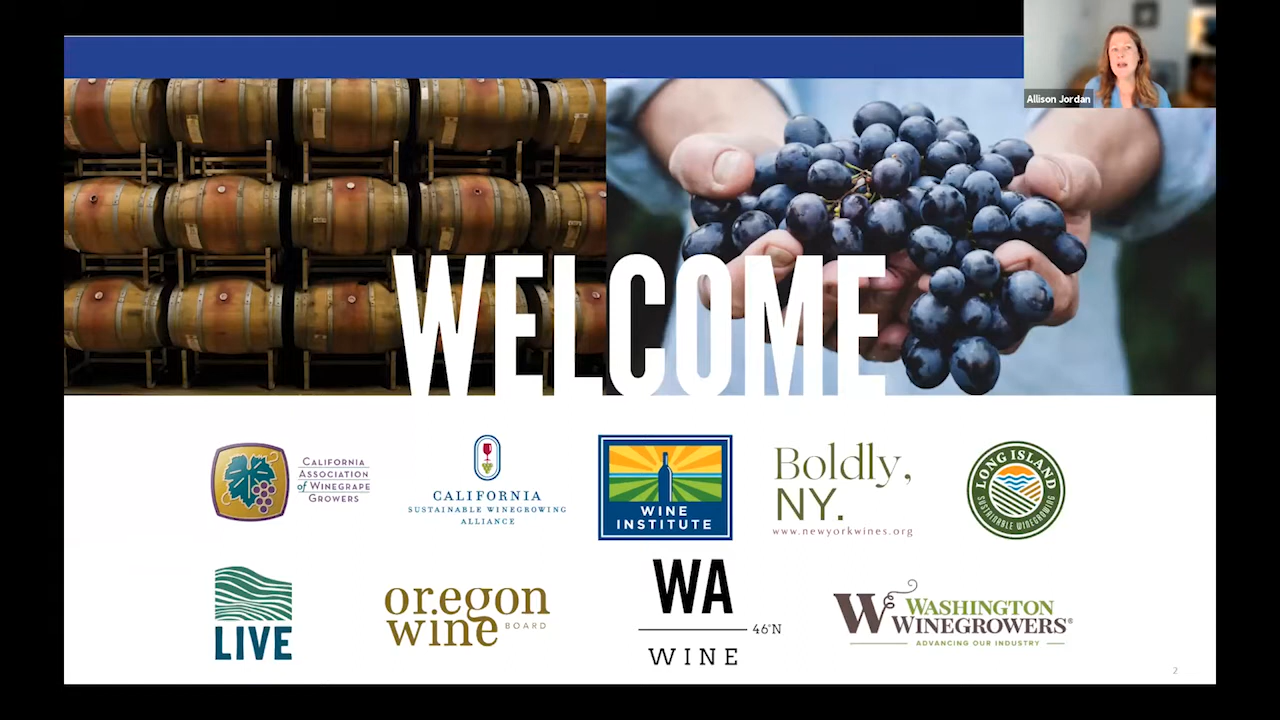 Allison Jordan
WELCOME
CALIFORNIA
ASSOCIATION
of WINEGRAPE
GROWERS
CALIFORNIA
SUSTAINABLE WINEGROWING
ALLIANCE
WINE
INSTITUTE
Boldly,
NY.
www.newyorkwines.org
LONG ISLAND
SUSTAINABLE WINEGROWING
LIVE
oregon
wine BOARD
WA
46°N
WINE
WASHINGTON
WINEGROWERS®
ADVANCING OUR INDUSTRY
2